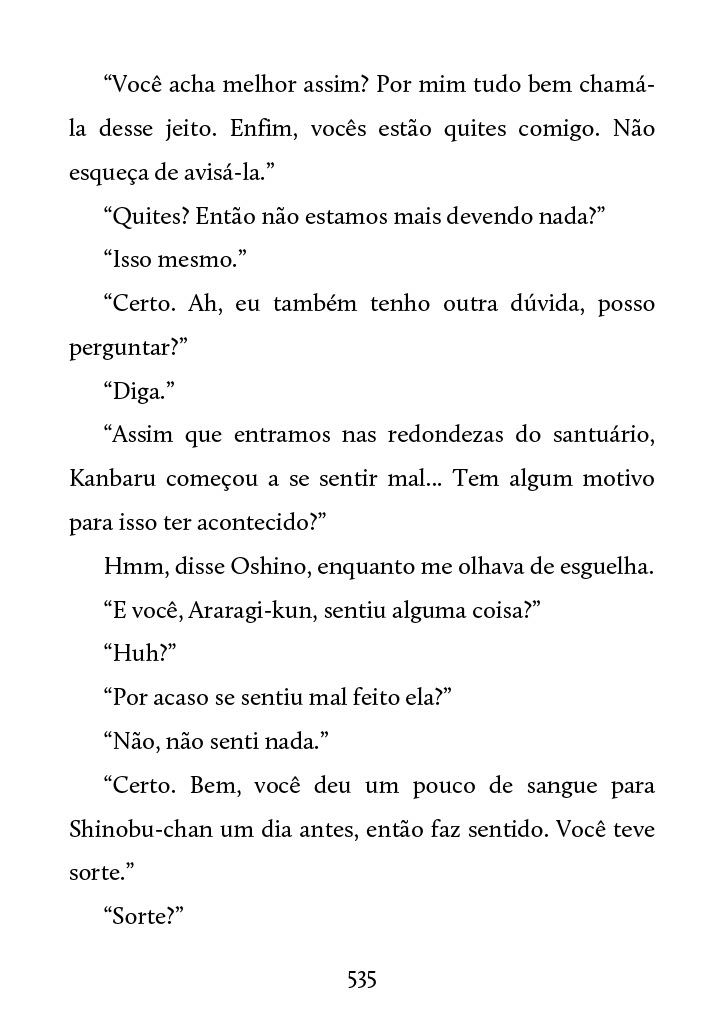 “Você acha melhor assim? Por mim tudo bem chamá-
la desse jeito. Enfim, vocês estão quites comigo. Não
esqueça de avisá-la.”
“Quites? Então não estamos mais devendo nada?”
“Isso mesmo.”
“Certo. Ah, eu também tenho outra dúvida, posso
perguntar?”
“Diga.”
“Assim que entramos nas redondezas do santuário,
Kanbaru começou a se sentir mal... Tem algum motivo
para isso ter acontecido?”
Hmm, disse Oshino, enquanto me olhava de esguelha.
“E você, Araragi-kun, sentiu alguma coisa?”
“Huh?”
“Por acaso se sentiu mal feito ela?”
“Não, não senti nada.”
“Certo. Bem, você deu um pouco de sangue para
Shinobu-chan um dia antes, então faz sentido. Você teve
sorte.”
“Sorte?”
535